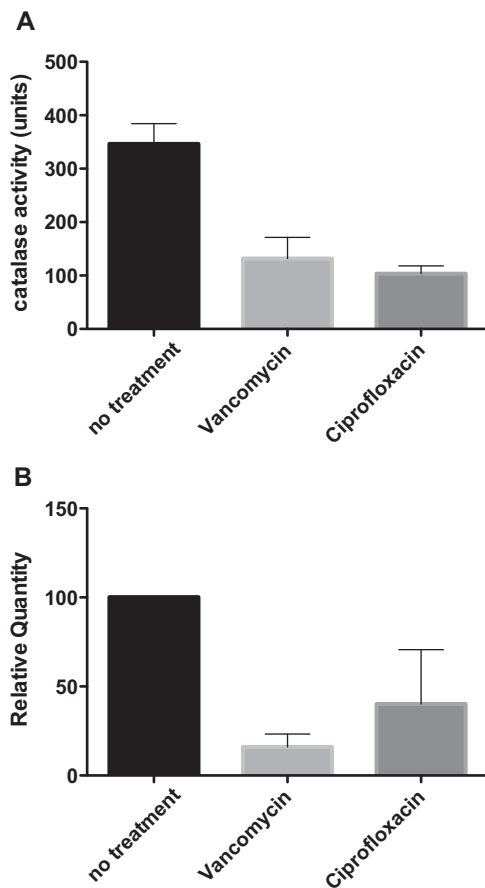 A
catalase activity (units)
500
400
300
200
100
0
no treatment
Vancomycin
Ciprofloxacin
B
Relative Quantity
150
100
50
0
no treatment
Vancomycin
Ciprofloxacin